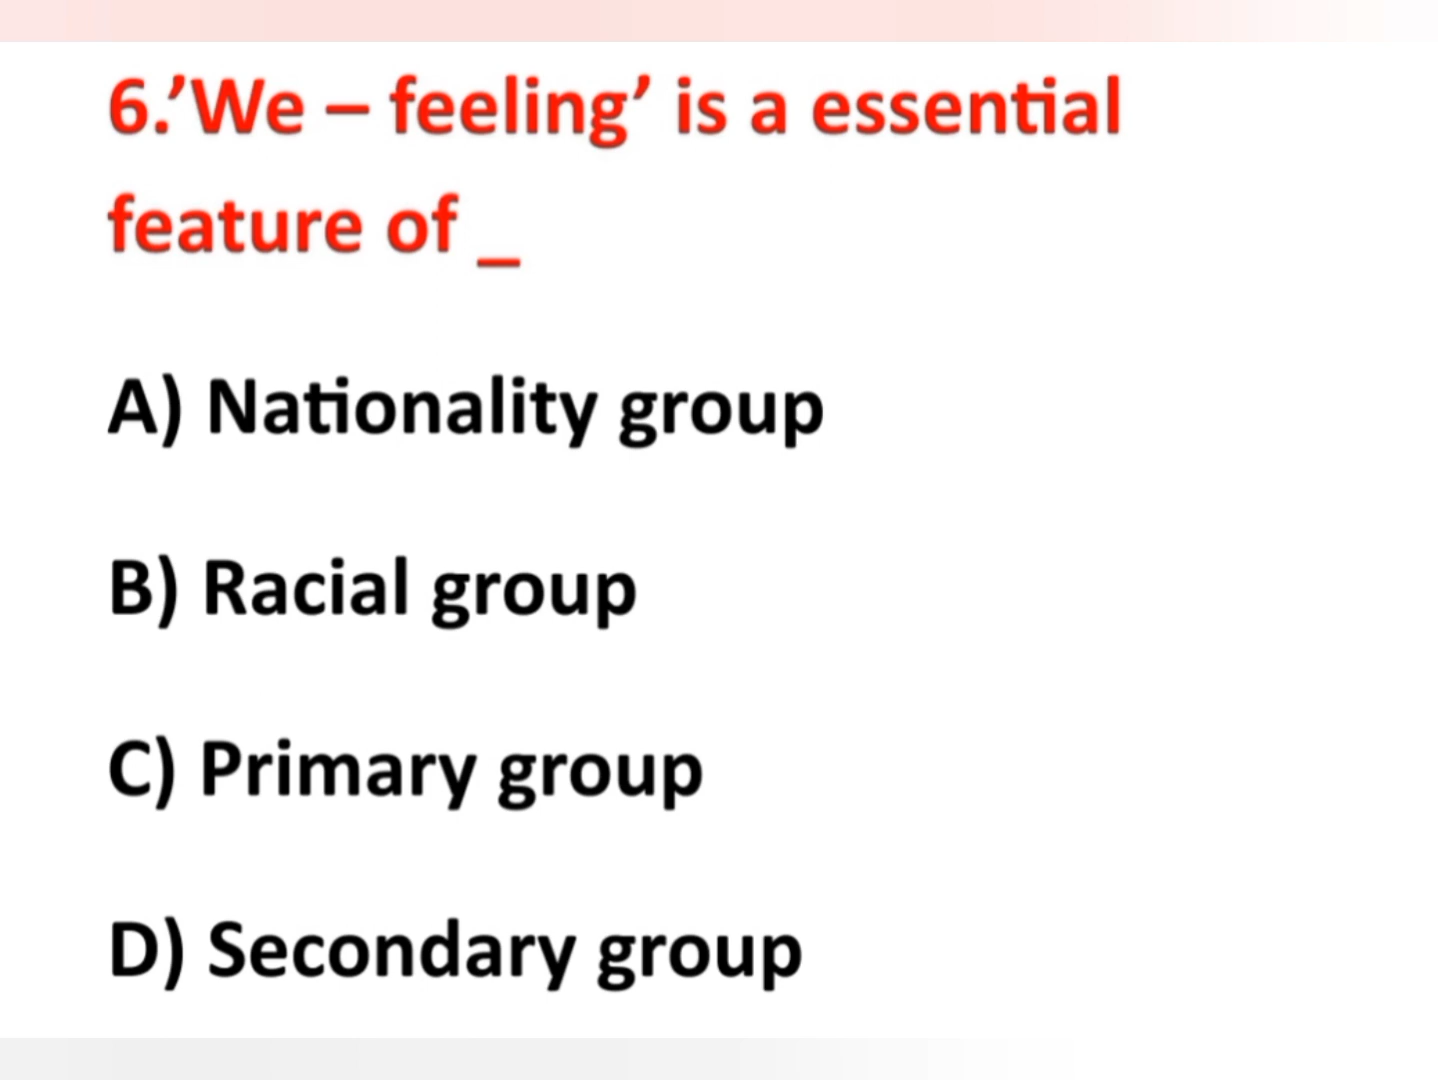 6.’We – feeling’ is a essential
feature of _
A) Nationality group
B) Racial group
C) Primary group
D) Secondary group